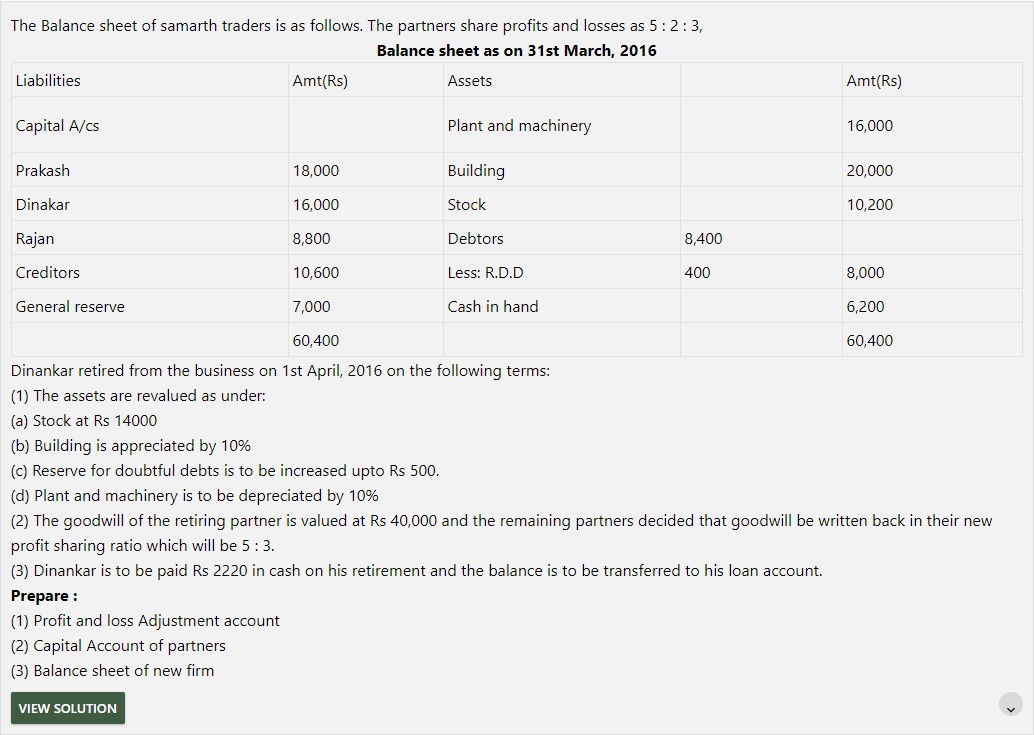 The Balance sheet of samarth traders is as follows. The partners share profits and losses as 5 : 2 : 3,
Balance sheet as on 31st March, 2016
Liabilities Amt(Rs) Assets Amt(Rs)
Capital A/cs Plant and machinery 16,000
Prakash 18,000 Building 20,000
Dinakar 16,000 Stock 10,200
Rajan 8,800 Debtors 8,400
Creditors 10,600 Less: R.D.D 400 8,000
General reserve 7,000 Cash in hand 6,200
60,400 60,400
Dinankar retired from the business on 1st April, 2016 on the following terms:
(1) The assets are revalued as under:
(a) Stock at Rs 14000
(b) Building is appreciated by 10%
(c) Reserve for doubtful debts is to be increased upto Rs 500.
(d) Plant and machinery is to be depreciated by 10%
(2) The goodwill of the retiring partner is valued at Rs 40,000 and the remaining partners decided that goodwill be written back in their new
profit sharing ratio which will be 5 : 3.
(3) Dinankar is to be paid Rs 2220 in cash on his retirement and the balance is to be transferred to his loan account.
Prepare :
(1) Profit and loss Adjustment account
(2) Capital Account of partners
(3) Balance sheet of new firm
VIEW SOLUTION